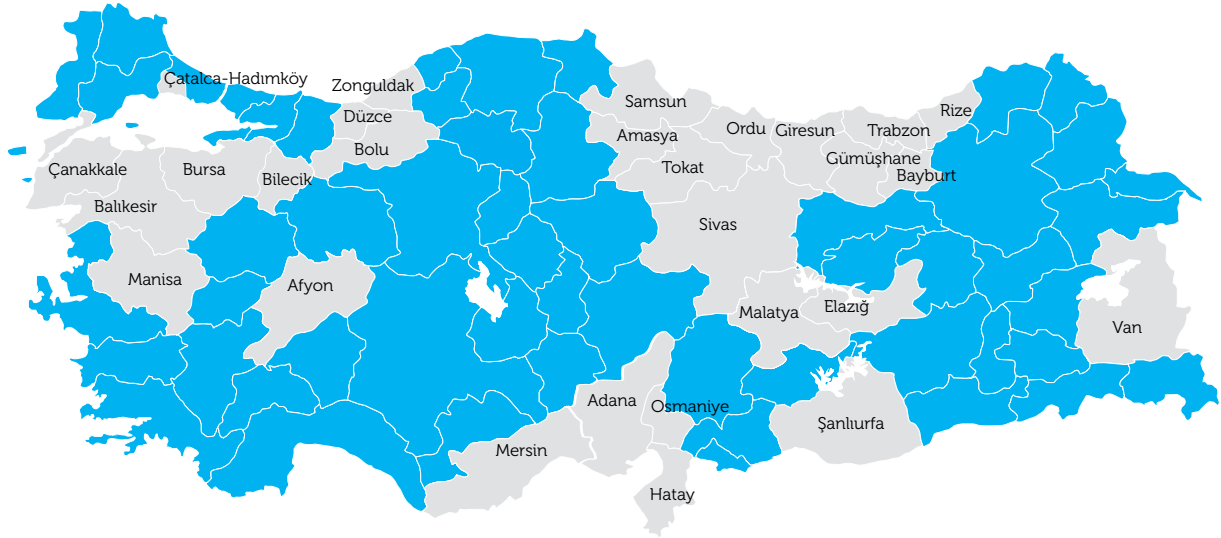 Çatalca-Hadımköy
Zonguldak
Düzce
Bolu
Samsun
Amasya
Tokat
Ordu
Giresun
Trabzon
Rize
Gümüşhane
Bayburt
Çanakkale
Bursa
Bilecik
Balıkesir
Sivas
Manisa
Afyon
Malatya
Elazığ
Van
Adana
Osmaniye
Şanlıurfa
Mersin
Hatay